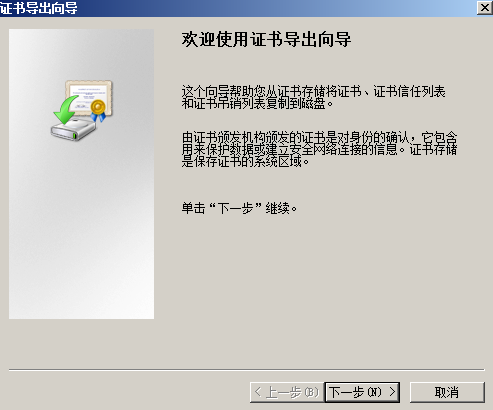 证书导出向导
欢迎使用证书导出向导
这个向导帮助您从证书存储将证书、证书信任列表
和证书吊销列表复制到磁盘。
由证书颁发机构颁发的证书是对身份的确认，它包含
用来保护数据或建立安全网络连接的信息。证书存储
是保存证书的系统区域。
单击“下一步”继续。
< 上一步(B) 下一步(N) > 取消